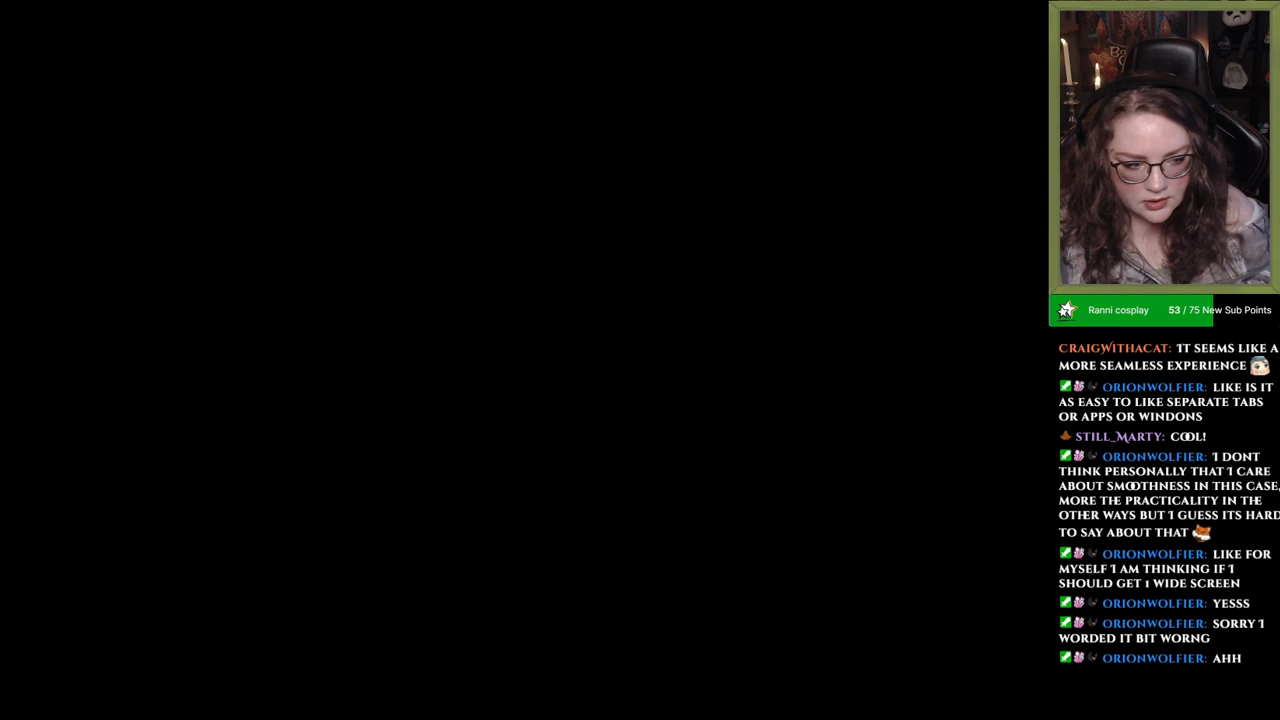 Ranni cosplay 53 / 75 New Sub Points
CRAIGWITHACAT: IT SEEMS LIKE A
MORE SEAMLESS EXPERIENCE
ORIONWOLFIER: LIKE IS IT
AS EASY TO LIKE SEPARATE TABS
OR APPS OR WINDONS
STILL_MARTY: COOL!
ORIONWOLFIER: I DONT
THINK PERSONALLY THAT I CARE
ABOUT SMOOTHNESS IN THIS CASE,
MORE THE PRACTICALITY IN THE
OTHER WAYS BUT I GUESS ITS HARD
TO SAY ABOUT THAT
ORIONWOLFIER: LIKE FOR
MYSELF I AM THINKING IF I
SHOULD GET 1 WIDE SCREEN
ORIONWOLFIER: YESSS
ORIONWOLFIER: SORRY I
WORDED IT BIT WORNG
ORIONWOLFIER: AHH